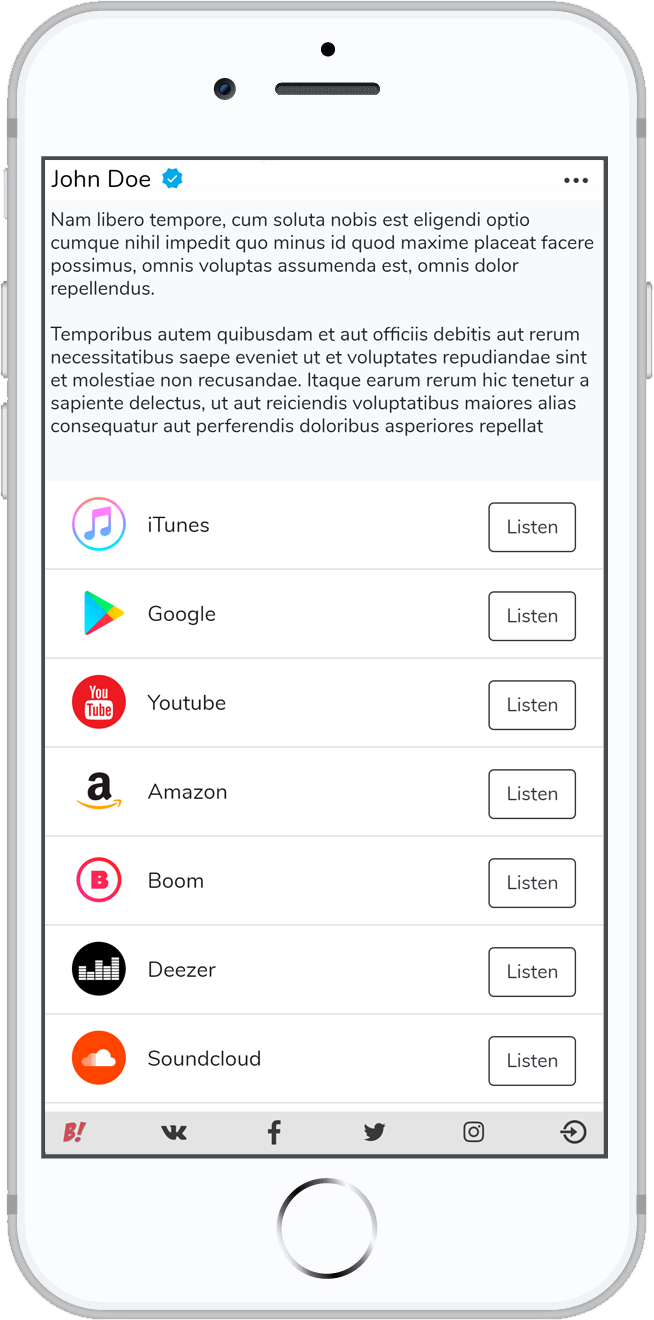 John Doe
Nam libero tempore, cum soluta nobis est eligendi optio
cumque nihil impedit quo minus id quod maxime placeat facere
possimus, omnis voluptas assumenda est, omnis dolor
repellendus.
Temporibus autem quibusdam et aut officiis debitis aut rerum
necessitatibus saepe eveniet ut et voluptates repudiandae sint
et molestiae non recusandae. Itaque earum rerum hic tenetur a
sapiente delectus, ut aut reiciendis voluptatibus maiores alias
consequatur aut perferendis doloribus asperiores repellat
iTunes Listen
Google Listen
You
Tube
Youtube Listen
a Amazon Listen
B Boom Listen
Deezer Listen
Soundcloud Listen
B!